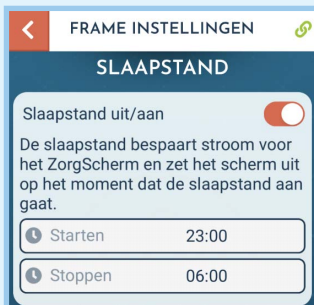 FRAME INSTELLINGEN
SLAAPSTAND
Slaapstand uit/aan
De slaapstand bespaart stroom voor
het ZorgScherm en zet het scherm uit
op het moment dat de slaapstand aan
gaat.
Starten 23:00
Stoppen 06:00